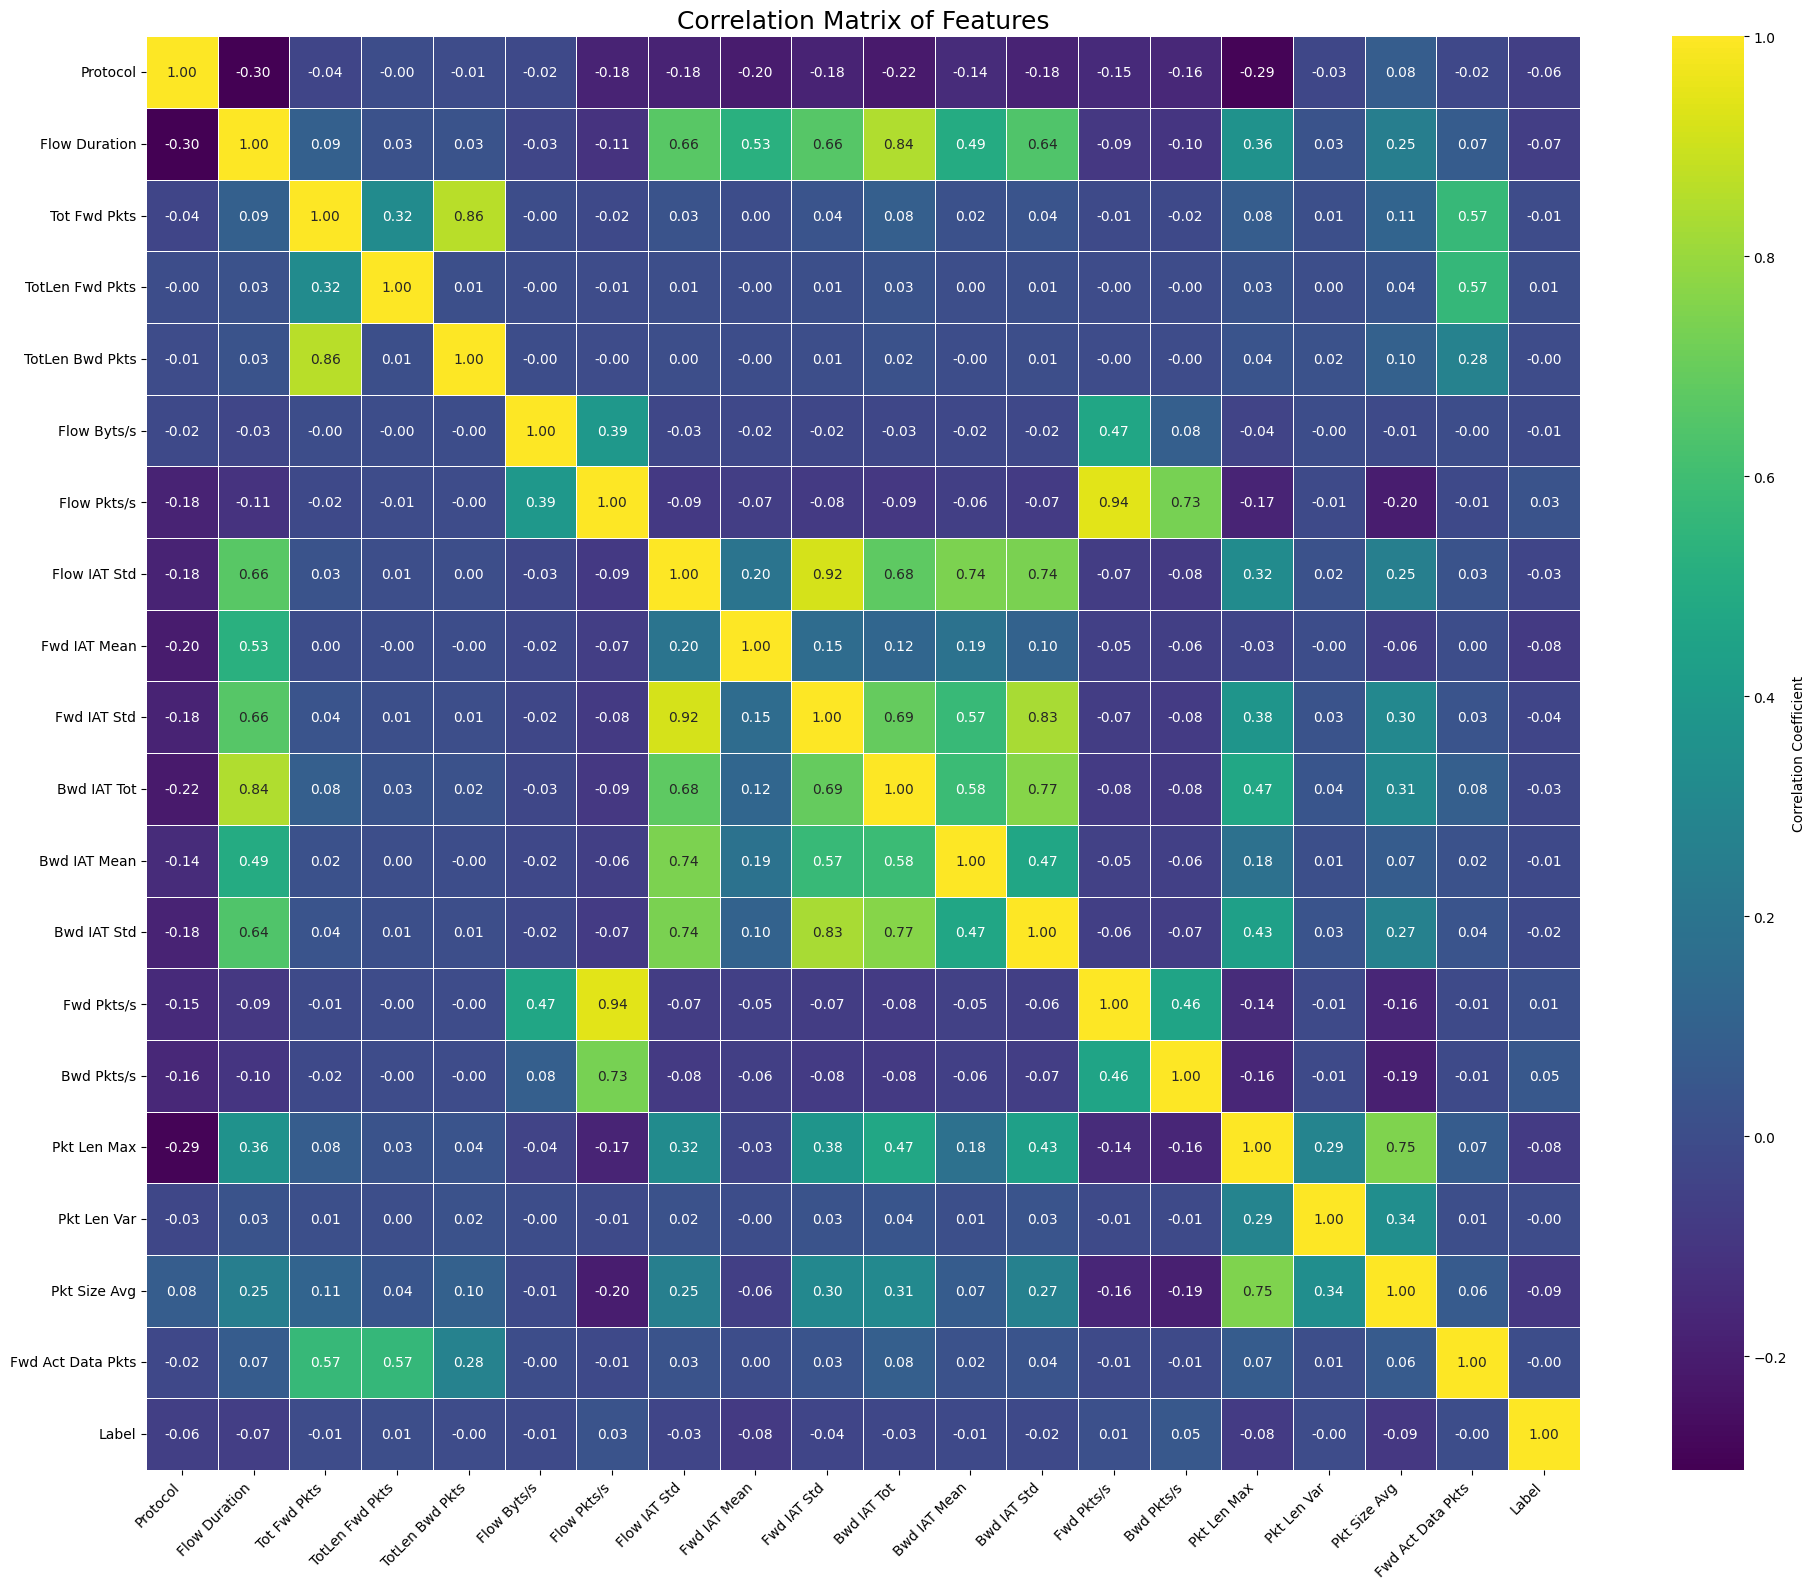 Correlation Matrix of Features
Protocol 1.00 -0.30 -0.04 -0.00 -0.01 -0.02 -0.18 -0.18 -0.20 -0.18 -0.22 -0.14 -0.18 -0.15 -0.16 -0.29 -0.03 0.08 -0.02 -0.06
Flow Duration -0.30 1.00 0.09 0.03 0.03 -0.03 -0.11 0.66 0.53 0.66 0.84 0.49 0.64 -0.09 -0.10 0.36 0.03 0.25 0.07 -0.07
Tot Fwd Pkts -0.04 0.09 1.00 0.32 0.86 -0.00 -0.02 0.03 0.00 0.04 0.08 0.02 0.04 -0.01 -0.02 0.08 0.01 0.11 0.57 -0.01
TotLen Fwd Pkts -0.00 0.03 0.32 1.00 0.01 -0.00 -0.01 0.01 -0.00 0.01 0.03 0.00 0.01 -0.00 -0.00 0.03 0.00 0.04 0.57 0.01
TotLen Bwd Pkts -0.01 0.03 0.86 0.01 1.00 -0.00 -0.00 0.00 -0.00 0.01 0.02 -0.00 0.01 -0.00 -0.00 0.04 0.02 0.10 0.28 -0.00
Flow Byts/s -0.02 -0.03 -0.00 -0.00 -0.00 1.00 0.39 -0.03 -0.02 -0.02 -0.03 -0.02 -0.02 0.47 0.08 -0.04 -0.00 -0.01 -0.00 -0.01
Flow Pkts/s -0.18 -0.11 -0.02 -0.01 -0.00 0.39 1.00 -0.09 -0.07 -0.08 -0.09 -0.06 -0.07 0.94 0.73 -0.17 -0.01 -0.20 -0.01 0.03
Flow IAT Std -0.18 0.66 0.03 0.01 0.00 -0.03 -0.09 1.00 0.20 0.92 0.68 0.74 0.74 -0.07 -0.08 0.32 0.02 0.25 0.03 -0.03
Fwd IAT Mean -0.20 0.53 0.00 -0.00 -0.00 -0.02 -0.07 0.20 1.00 0.15 0.12 0.19 0.10 -0.05 -0.06 -0.03 -0.00 -0.06 0.00 -0.08
Fwd IAT Std -0.18 0.66 0.04 0.01 0.01 -0.02 -0.08 0.92 0.15 1.00 0.69 0.57 0.83 -0.07 -0.08 0.38 0.03 0.30 0.03 -0.04
Bwd IAT Tot -0.22 0.84 0.08 0.03 0.02 -0.03 -0.09 0.68 0.12 0.69 1.00 0.58 0.77 -0.08 -0.08 0.47 0.04 0.31 0.08 -0.03
Bwd IAT Mean -0.14 0.49 0.02 0.00 -0.00 -0.02 -0.06 0.74 0.19 0.57 0.58 1.00 0.47 -0.05 -0.06 0.18 0.01 0.07 0.02 -0.01
Bwd IAT Std -0.18 0.64 0.04 0.01 0.01 -0.02 -0.07 0.74 0.10 0.83 0.77 0.47 1.00 -0.06 -0.07 0.43 0.03 0.27 0.04 -0.02
Fwd Pkts/s -0.15 -0.09 -0.01 -0.00 -0.00 0.47 0.94 -0.07 -0.05 -0.07 -0.08 -0.05 -0.06 1.00 0.46 -0.14 -0.01 -0.16 -0.01 0.01
Bwd Pkts/s -0.16 -0.10 -0.02 -0.00 -0.00 0.08 0.73 -0.08 -0.06 -0.08 -0.08 -0.06 -0.07 0.46 1.00 -0.16 -0.01 -0.19 -0.01 0.05
Pkt Len Max -0.29 0.36 0.08 0.03 0.04 -0.04 -0.17 0.32 -0.03 0.38 0.47 0.18 0.43 -0.14 -0.16 1.00 0.29 0.75 0.07 -0.08
Pkt Len Var -0.03 0.03 0.01 0.00 0.02 -0.00 -0.01 0.02 -0.00 0.03 0.04 0.01 0.03 -0.01 -0.01 0.29 1.00 0.34 0.01 -0.00
Pkt Size Avg 0.08 0.25 0.11 0.04 0.10 -0.01 -0.20 0.25 -0.06 0.30 0.31 0.07 0.27 -0.16 -0.19 0.75 0.34 1.00 0.06 -0.09
Fwd Act Data Pkts -0.02 0.07 0.57 0.57 0.28 -0.00 -0.01 0.03 0.00 0.03 0.08 0.02 0.04 -0.01 -0.01 0.07 0.01 0.06 1.00 -0.00
Label -0.06 -0.07 -0.01 0.01 -0.00 -0.01 0.03 -0.03 -0.08 -0.04 -0.03 -0.01 -0.02 0.01 0.05 -0.08 -0.00 -0.09 -0.00 1.00
Protocol
Flow Duration
Tot Fwd Pkts
TotLen Fwd Pkts
TotLen Bwd Pkts
Flow Byts/s
Flow Pkts/s
Flow IAT Std
Fwd IAT Mean
Fwd IAT Std
Bwd IAT Tot
Bwd IAT Mean
Bwd IAT Std
Fwd Pkts/s
Bwd Pkts/s
Pkt Len Max
Pkt Len Var
Pkt Size Avg
Fwd Act Data Pkts
Label
1.0
0.8
0.6
0.4
0.2
0.0
−0.2
Correlation Coefficient